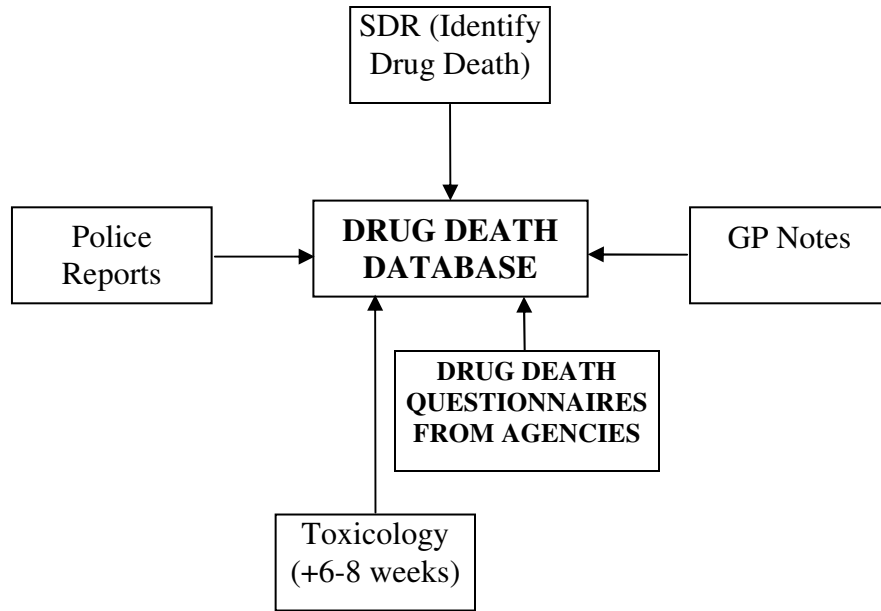 SDR (Identify
Drug Death)
Police
Reports
DRUG DEATH
DATABASE
GP Notes
DRUG DEATH
QUESTIONNAIRES
FROM AGENCIES
Toxicology
(+6-8 weeks)